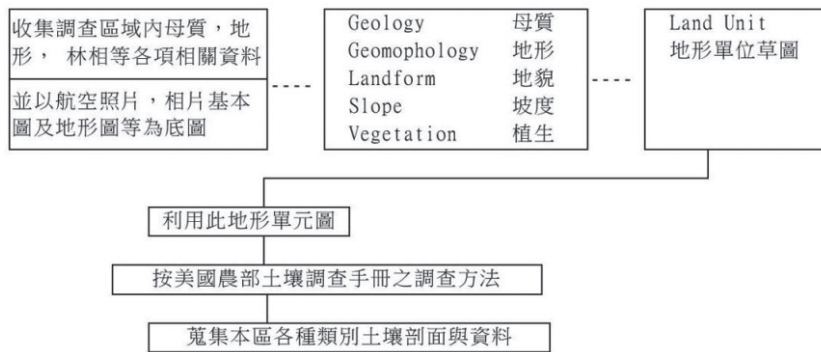 收集調查區域內母質，地
形， 林相等各項相關資料
並以航空照片，相片基本
圖及地形圖等為底圖
Geology 母質
Geomophology 地形
Landform 地貌
Slope 坡度
Vegetation 植生
Land Unit
地形單位草圖
利用此地形單元圖
按美國農部土壤調查手冊之調查方法
蒐集本區各種類別土壤剖面與資料